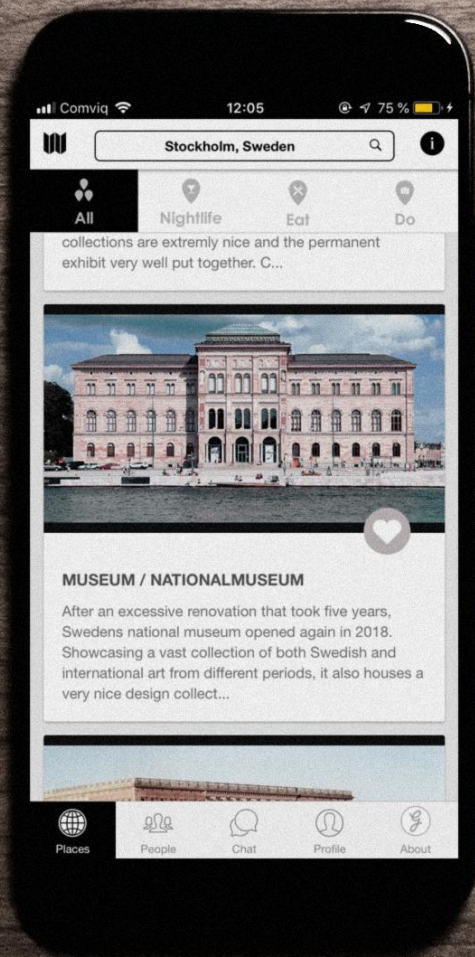 Comviq 12:05 75 %
Stockholm, Sweden
All Nightlife Eat Do
collections are extremly nice and the permanent
exhibit very well put together. C...
MUSEUM / NATIONALMUSEUM
After an excessive renovation that took five years,
Swedens national museum opened again in 2018.
Showcasing a vast collection of both Swedish and
international art from different periods, it also houses a
very nice design collect...
Places People Chat Profile About